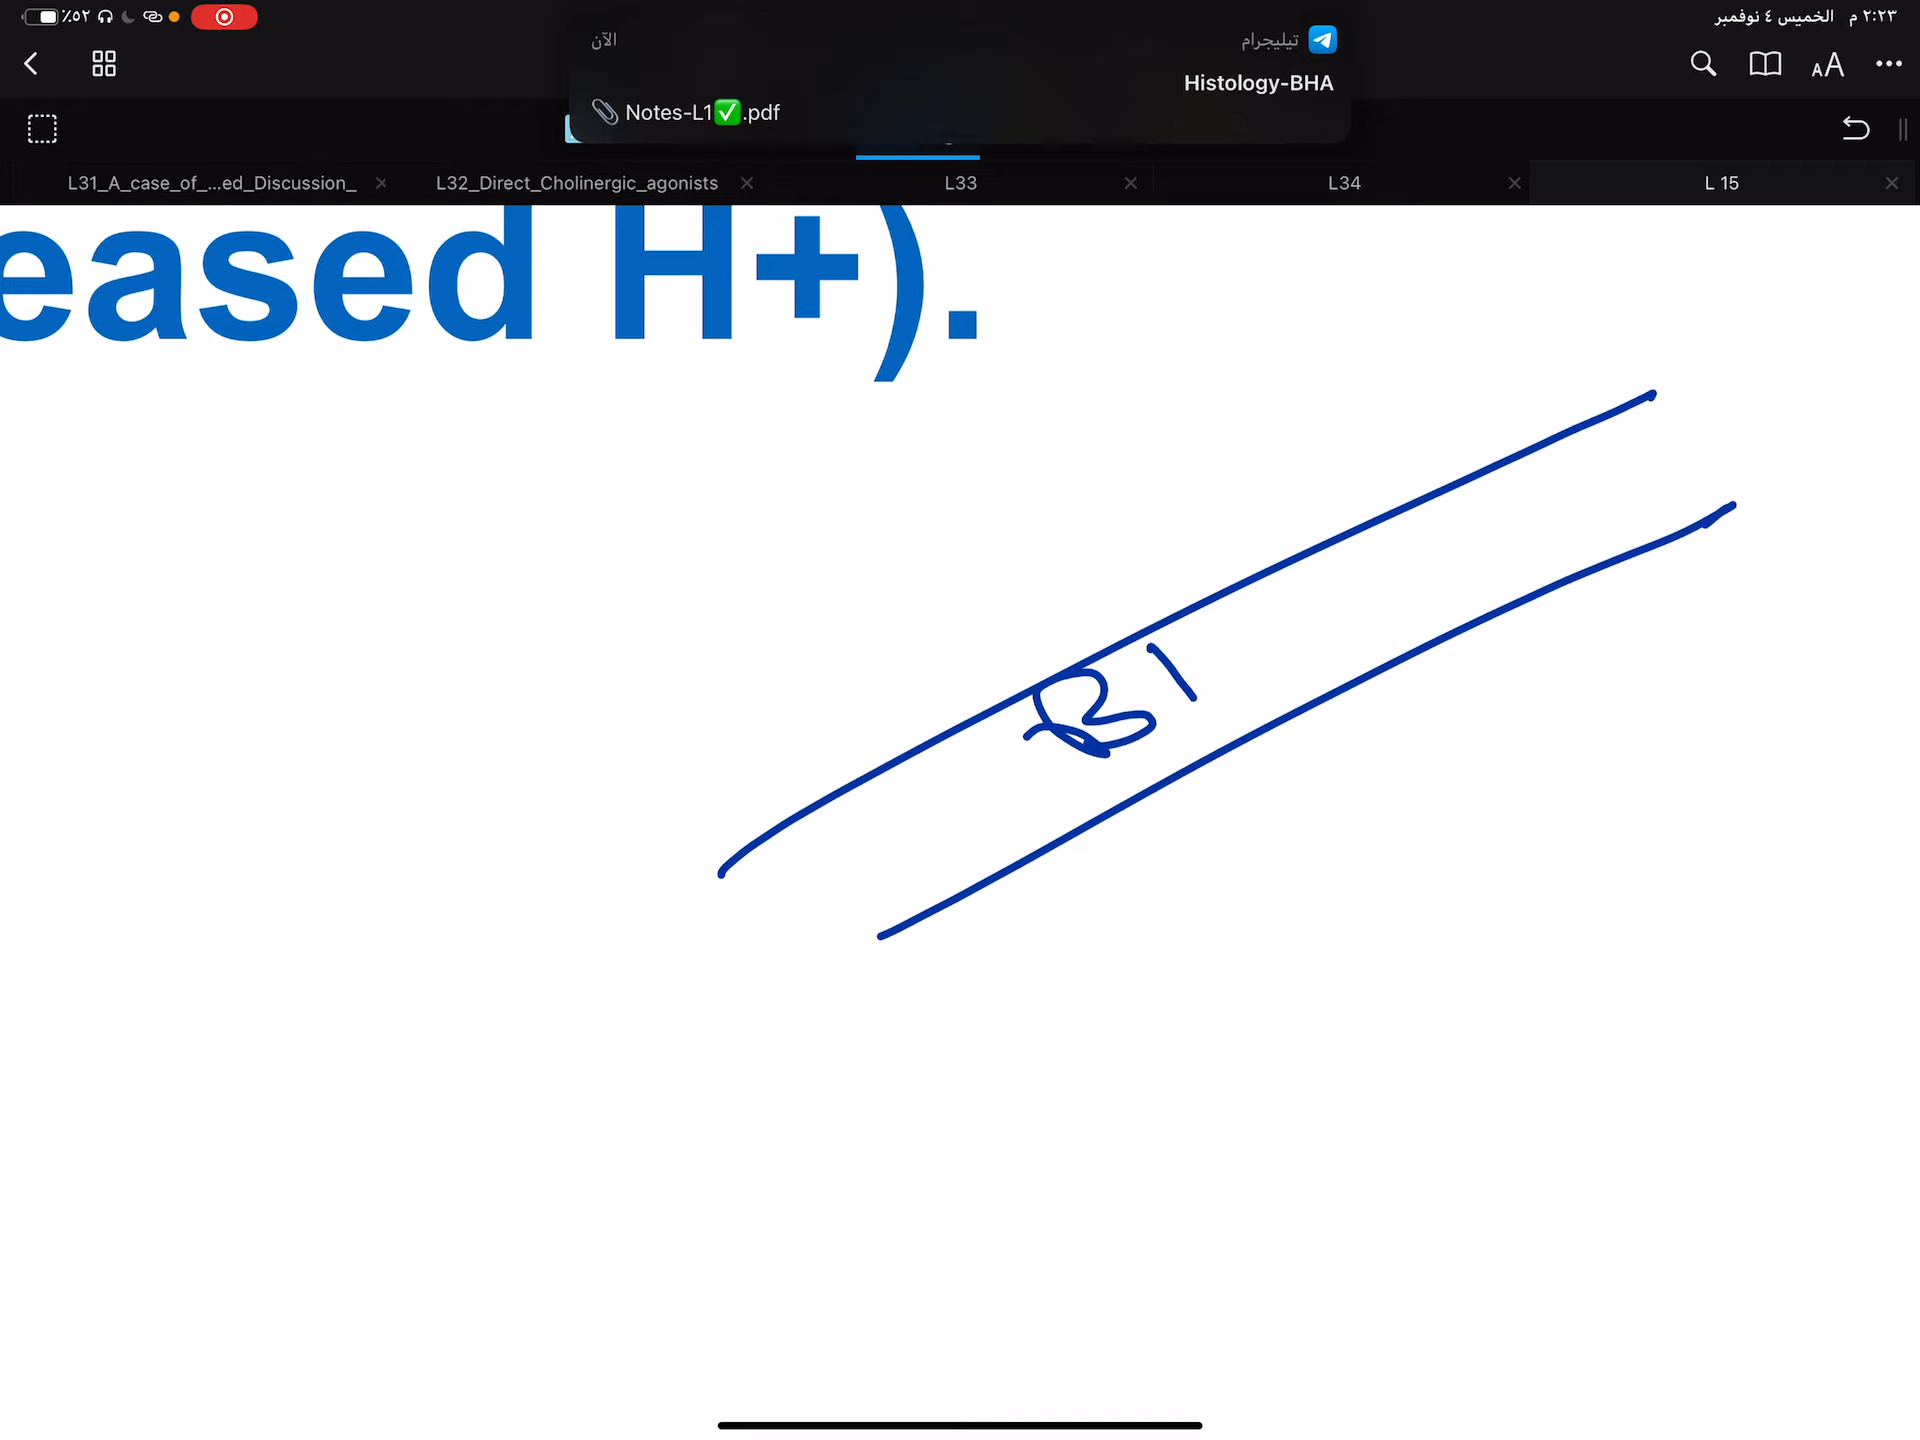 ٪٥٢
٢:٢٣ م الخميس ٤ نوفمبر
تيليجرام
الآن
Histology-BHA
Notes-L1✅.pdf
AA
L31_A_case_of_...ed_Discussion_
L32_Direct_Cholinergic_agonists
L33
L34
L 15
eased H+).
B1